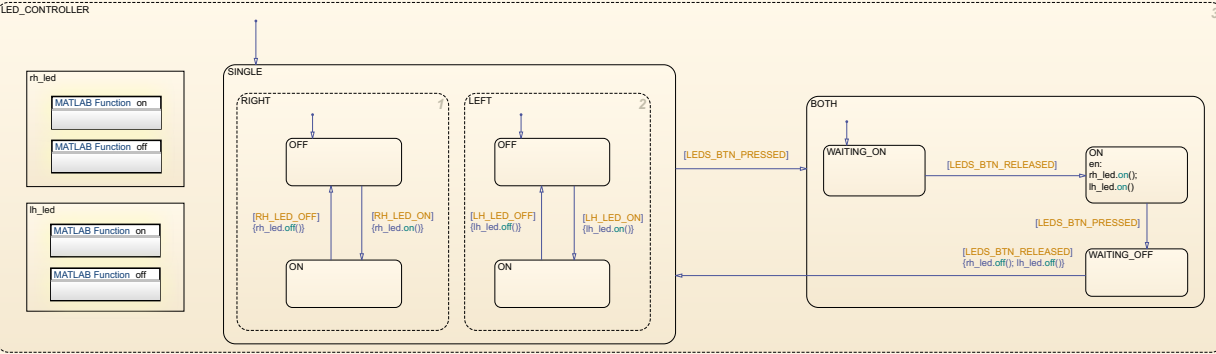 LED_CONTROLLER
3
rh_led
MATLAB Function on
MATLAB Function off
lh_led
MATLAB Function on
MATLAB Function off
SINGLE
RIGHT
1
OFF
[RH_LED_OFF]
{rh_led.off()}
[RH_LED_ON]
{rh_led.on()}
ON
LEFT
2
OFF
[LH_LED_OFF]
{lh_led.off()}
[LH_LED_ON]
{lh_led.on()}
ON
[LEDS_BTN_PRESSED]
BOTH
WAITING_ON
[LEDS_BTN_RELEASED]
ON
en:
rh_led.on();
lh_led.on()
[LEDS_BTN_PRESSED]
WAITING_OFF
[LEDS_BTN_RELEASED]
{rh_led.off(); lh_led.off()}